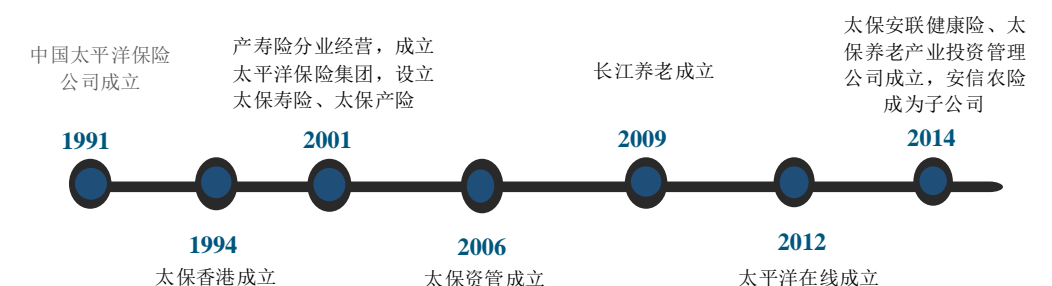 中国太平洋保险
公司成立
1991
1994
太保香港成立
产寿险分业经营，成立
太平洋保险集团，设立
太保寿险、太保产险
2001
2006
太保资管成立
长江养老成立
2009
2012
太平洋在线成立
太保安联健康险、太
保养老产业投资管理
公司成立，安信农险
成为子公司
2014